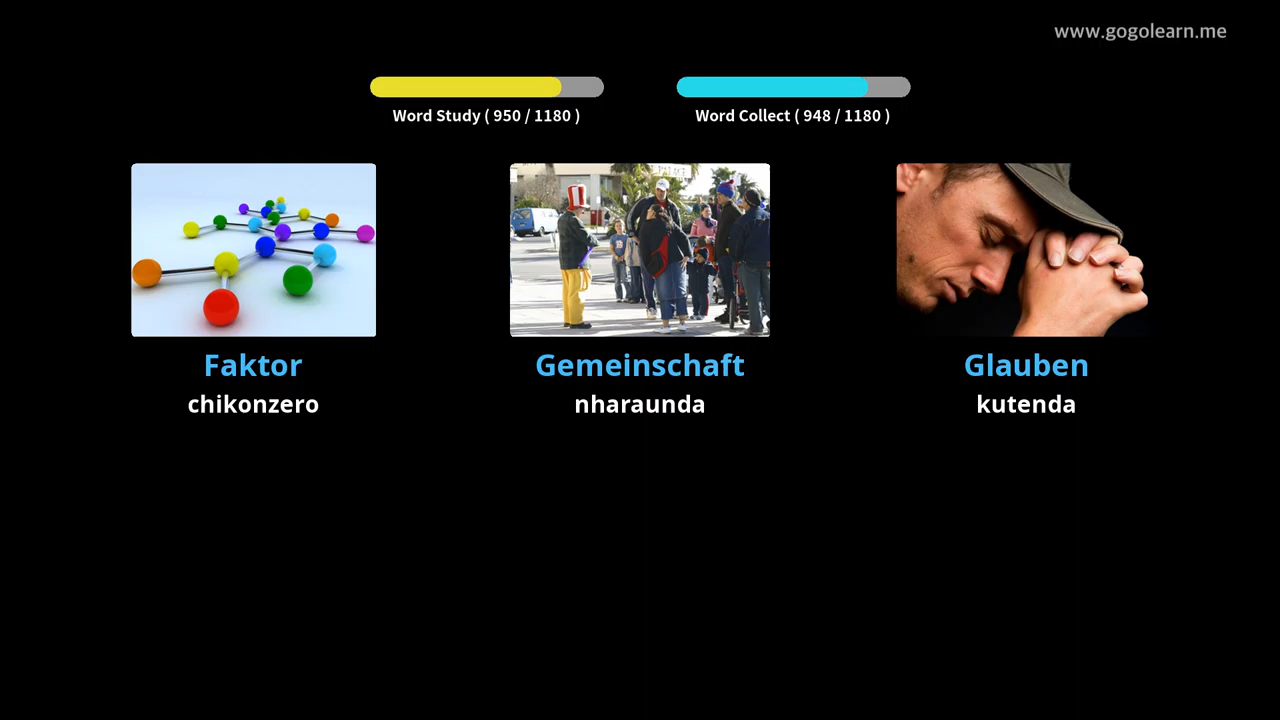 www.gogolearn.me
Word Study ( 950 / 1180 )
Word Collect ( 948 / 1180 )
Faktor
chikonzero
Gemeinschaft
nharaunda
Glauben
kutenda